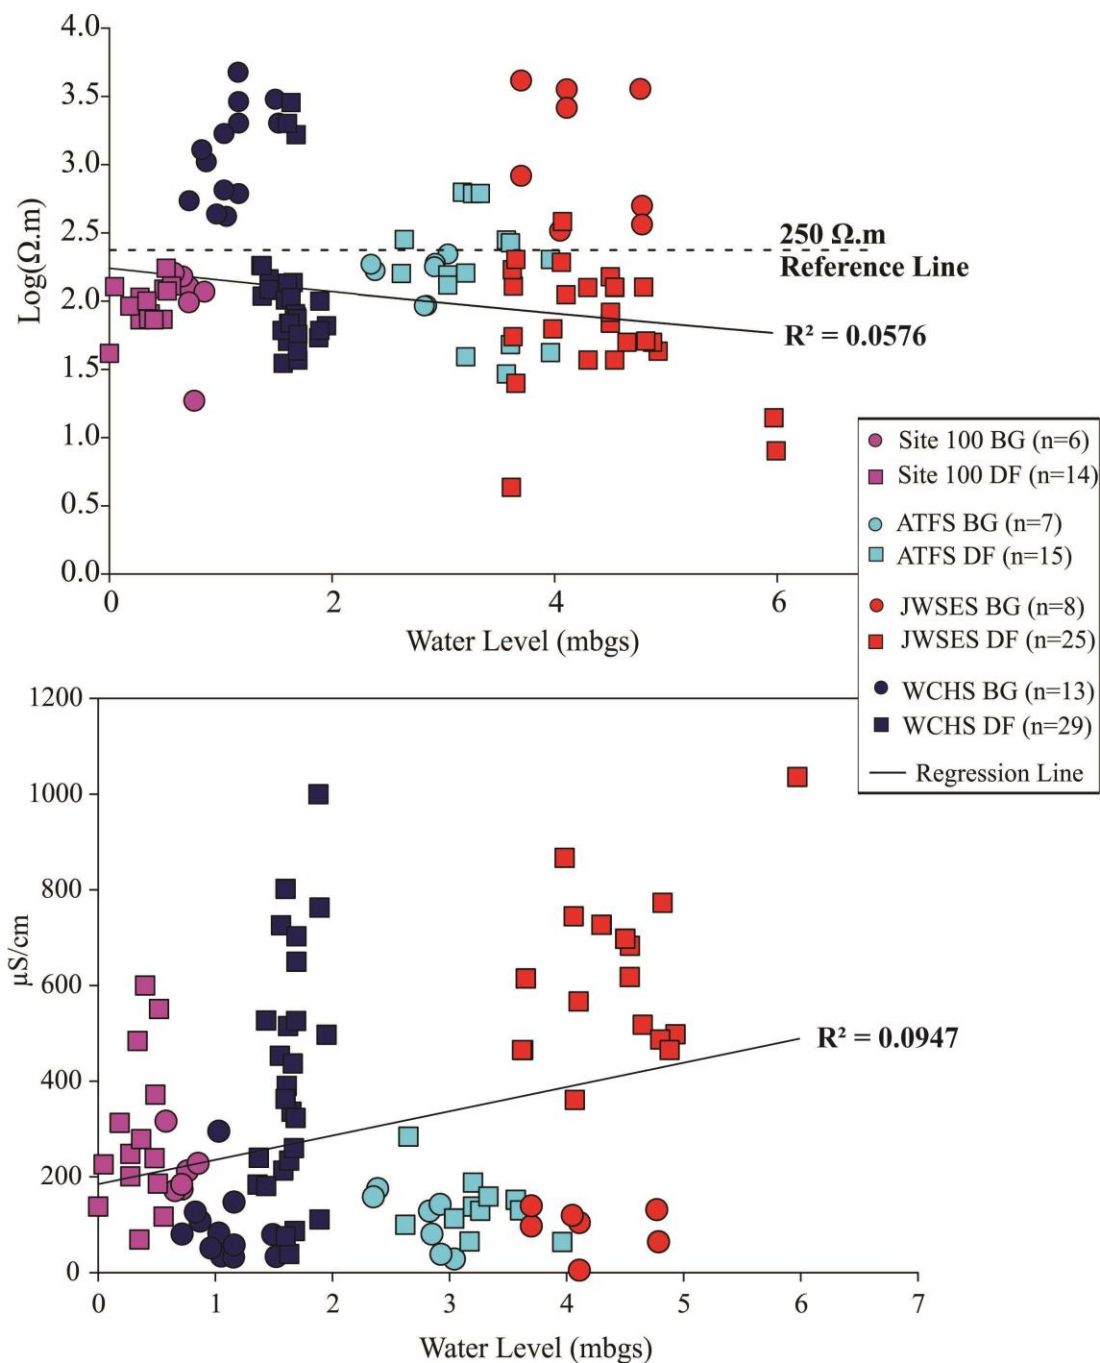 4.0
3.5
3.0
2.5
2.0
1.5
1.0
0.5
0.0
Log(Ω.m)
250 Ω.m
Reference Line
R² = 0.0576
0 2 4 6
Water Level (mbgs)
Site 100 BG (n=6)
Site 100 DF (n=14)
ATFS BG (n=7)
ATFS DF (n=15)
JWSES BG (n=8)
JWSES DF (n=25)
WCHS BG (n=13)
WCHS DF (n=29)
Regression Line
1200
1000
800
600
400
200
0
µS/cm
R² = 0.0947
0 1 2 3 4 5 6 7
Water Level (mbgs)